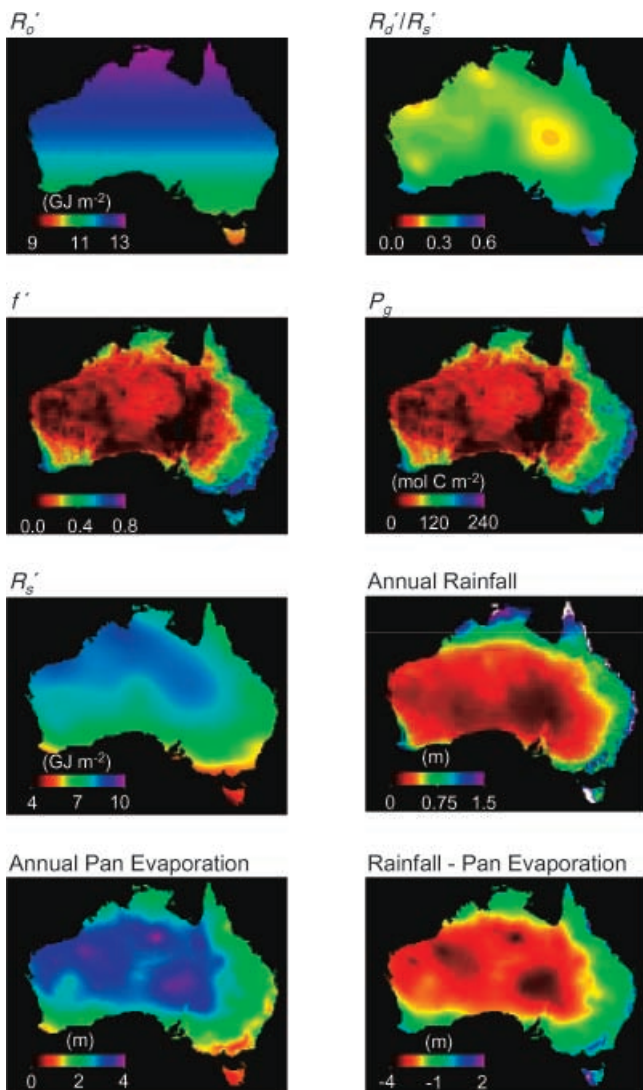 Ro´
Rd´/Rs´
(GJ m-2)
9 11 13
0.0 0.3 0.6
f´
Pg
0.0 0.4 0.8
(mol C m-2)
0 120 240
Rs´
Annual Rainfall
(GJ m-2)
4 7 10
(m)
0 0.75 1.5
Annual Pan Evaporation
Rainfall - Pan Evaporation
(m)
0 2 4
(m)
-4 -1 2